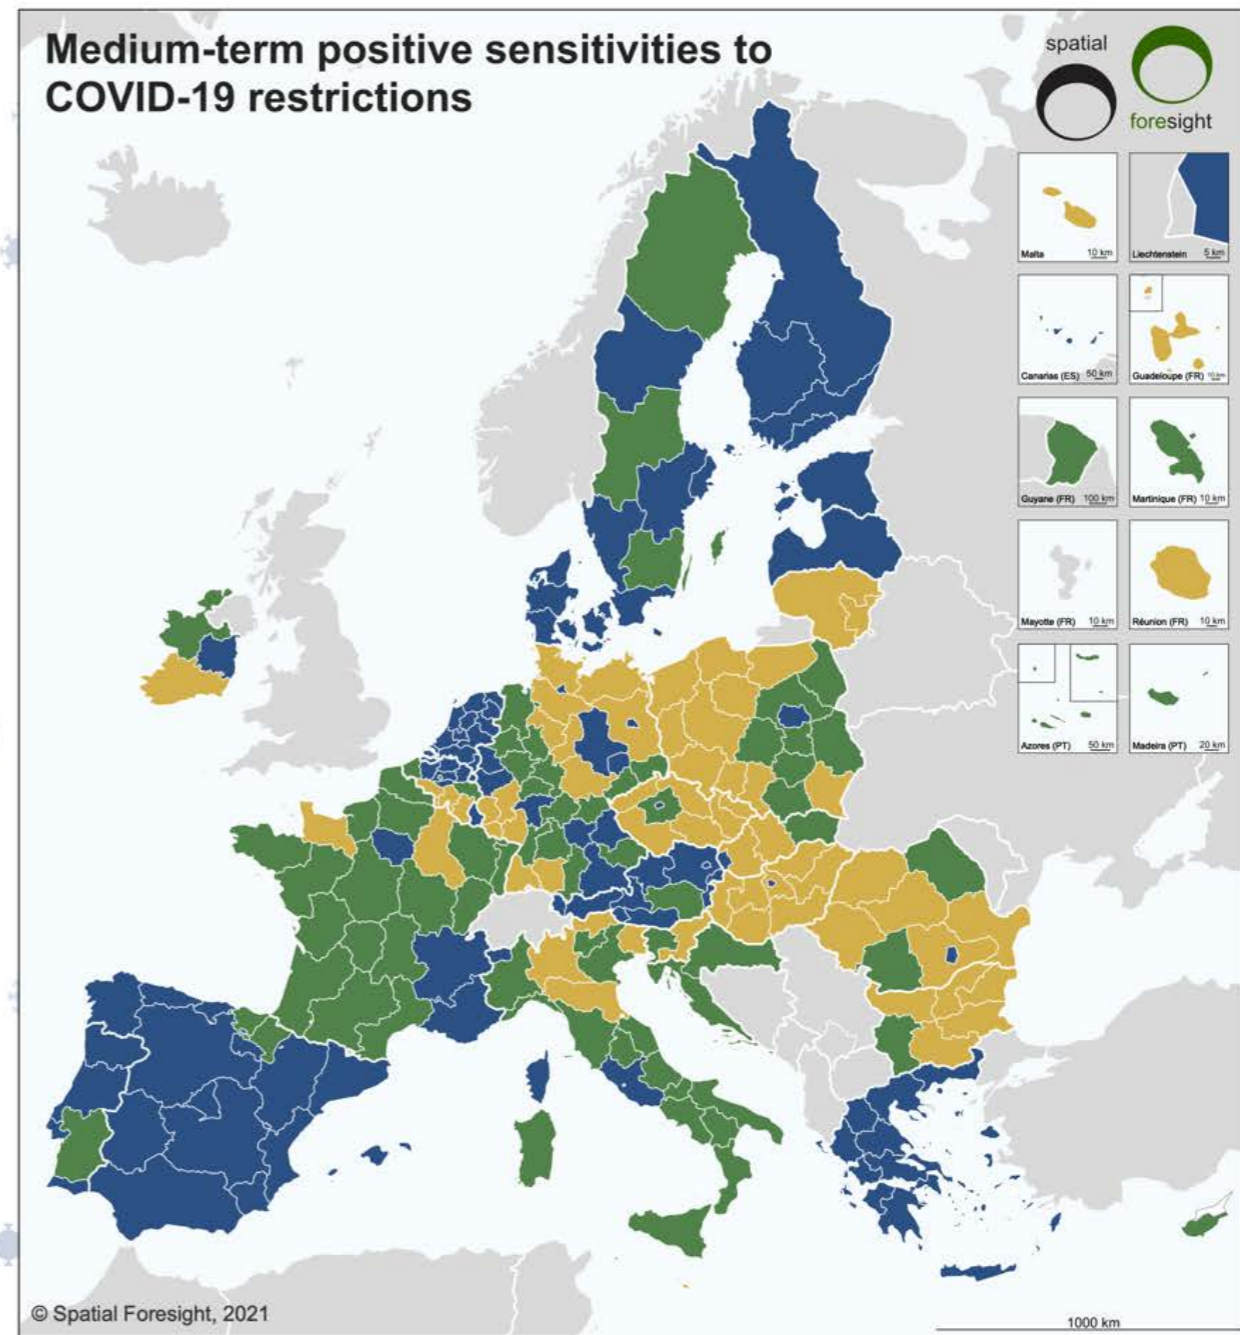 Medium-term positive sensitivities to
COVID-19 restrictions
spatial
foresight
Malta 10 km
Liechtenstein 5 km
Canarias (ES) 50 km
Guadeloupe (FR) 10 km
Guyane (FR) 100 km
Martinique (FR) 10 km
Mayotte (FR) 10 km
Réunion (FR) 10 km
Azores (PT) 50 km
Madeira (PT) 20 km
© Spatial Foresight, 2021
1000 km